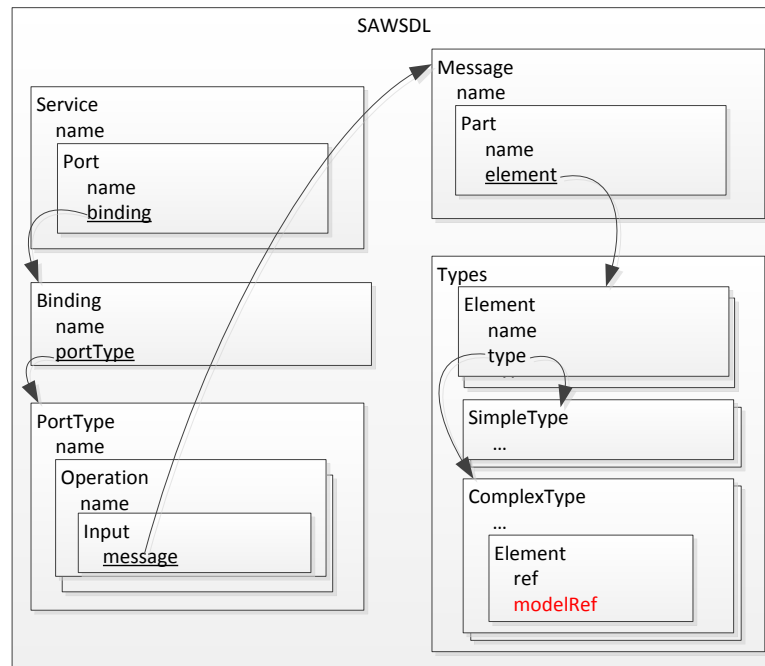 SAWSDL
Service
name
Port
name
binding
Binding
name
portType
PortType
name
Operation
name
Input
message
Message
name
Part
name
element
Types
Element
name
type
SimpleType
...
ComplexType
...
Element
ref
modelRef